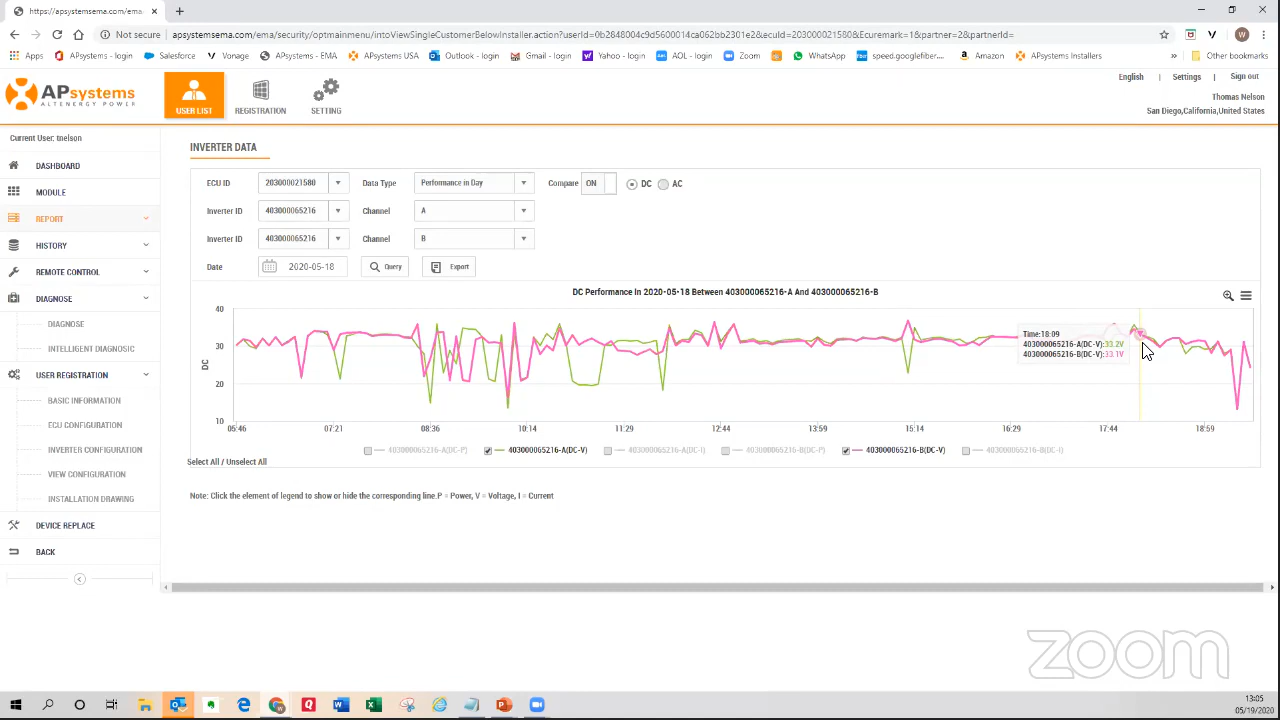 https://apsystemsema.com/ema
Not secure
apsystemsema.com/ema/security/optmainmenu/intoViewSingleCustomerBelowInstaller.action?userId=0b2848004c9d5600014ca062bb2301e2&ecuId=203000021580&Ecuremark=1&partner=2&partnerId=
W
Apps
APsystems - login
Salesforce
Vonage
APsystems - EMA
Outlook - APsystemsUS
Gmail - login
Yahoo - login
AOL - login
Zoom
WhatsApp
speed.googlefiber...
Amazon
APsystems Installers
»
Other bookmarks
APsystems
ALTENERGY POWER
USER LIST
REGISTRATION
SETTING
English
Settings
Sign out
Thomas Nelson
San Diego,California,United States
Current User: tnelson
DASHBOARD
MODULE
REPORT
HISTORY
REMOTE CONTROL
DIAGNOSE
DIAGNOSE
INTELLIGENT DIAGNOSIC
USER REGISTRATION
BASIC INFORMATION
ECU CONFIGURATION
INVERTER CONFIGURATION
VIEW CONFIGURATION
INSTALLATION DRAWING
DEVICE REPLACE
BACK
INVERTER DATA
ECU ID 203000021580 Data Type Performance in Day Compare ON DC AC
Inverter ID 403000065216 Channel A
Inverter ID 403000065216 Channel B
Date 2020-05-18 Query Export
DC Performance In 2020-05-18 Between 403000065216-A And 403000065216-B
40
30
20
10
DC
Time:18:09
403000065216-A(DC-V):33.2V
403000065216-B(DC-V):33.1V
05:46 07:21 08:36 10:14 11:29 12:44 13:59 15:14 16:29 17:44 18:59
403000065216-A(DC-P) 403000065216-A(DC-V) 403000065216-A(DC-I) 403000065216-B(DC-P) 403000065216-B(DC-V) 403000065216-B(DC-I)
Select All / Unselect All
Note: Click the element of legend to show or hide the corresponding line.P = Power, V = Voltage, I = Current
zoom
13:05
05/19/2020